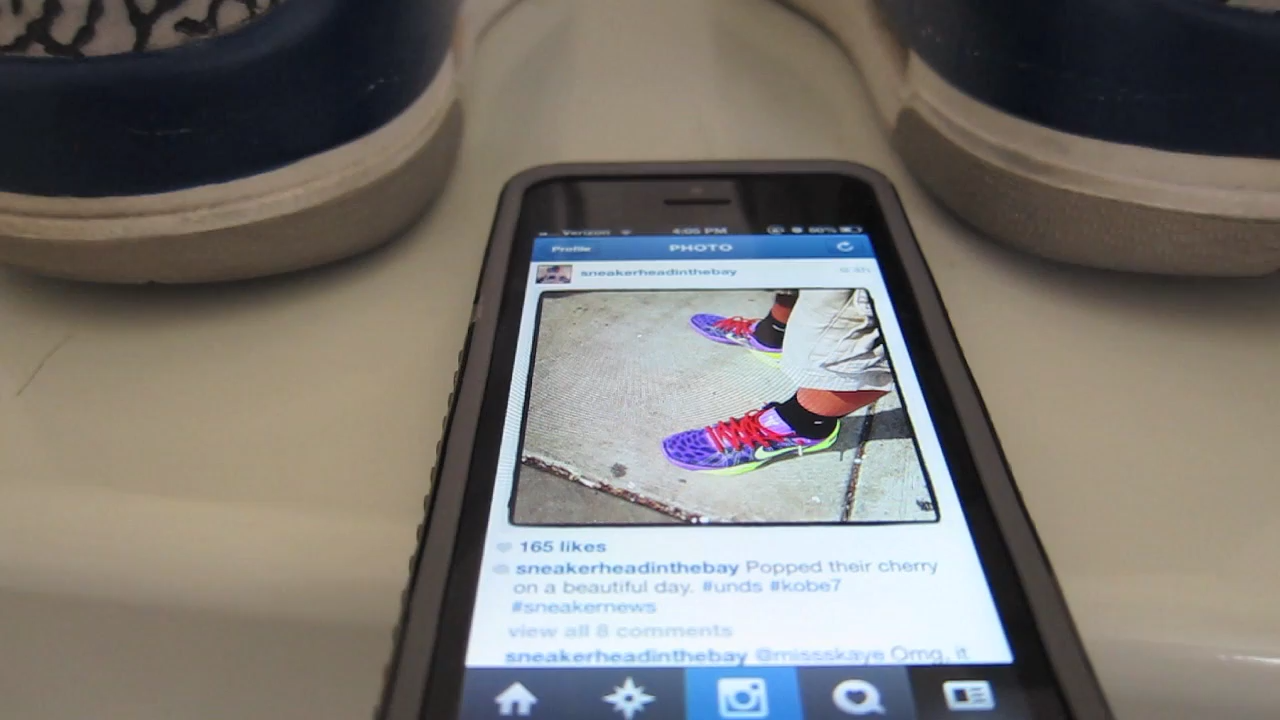 Verizon 4:05 PM 80%
Profile PHOTO
sneakerheadinthebay
165 likes
sneakerheadinthebay Popped their cherry
on a beautiful day. #unds #kobe7
#sneakernews
view all 8 comments
sneakerheadinthebay @missskaye Omg, it